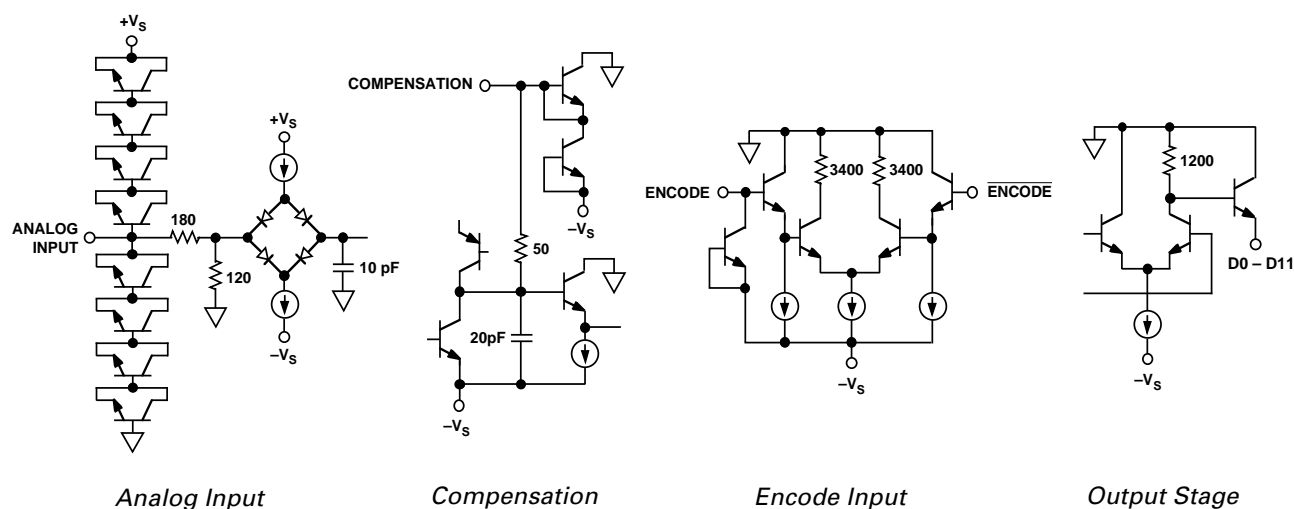 +VS
ANALOG
INPUT
180
120
+VS
−VS
10 pF
Analog Input
COMPENSATION
−VS
50
20pF
−VS
Compensation
ENCODE
3400
3400
ENCODE
−VS
Encode Input
1200
D0 – D11
−VS
Output Stage